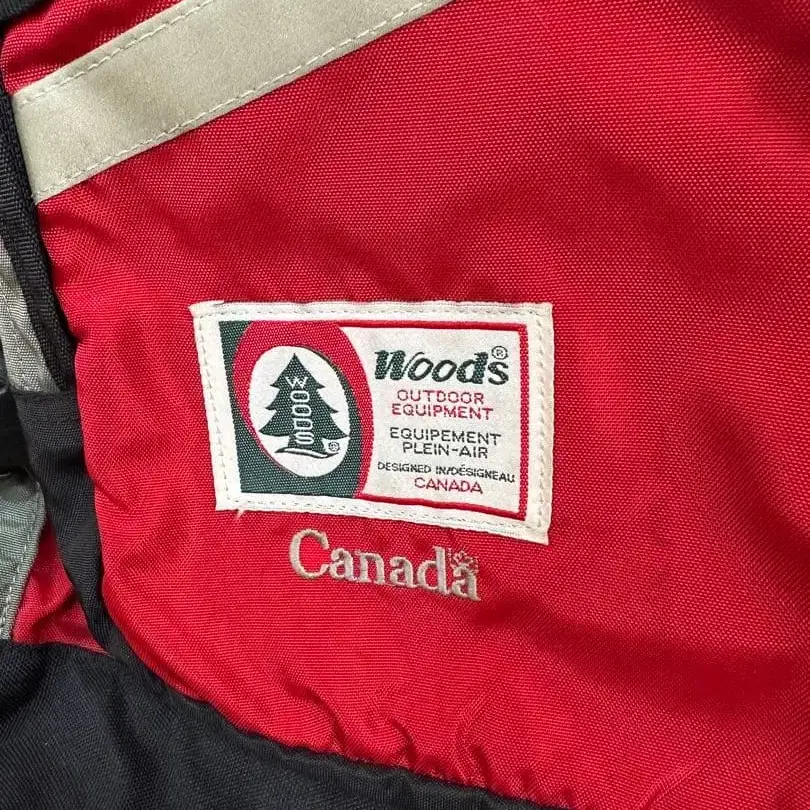 WOODS
®
Woods®
OUTDOOR
EQUIPMENT
EQUIPEMENT
PLEIN-AIR
DESIGNED IN/DÉSIGNEAU
CANADA
Canada